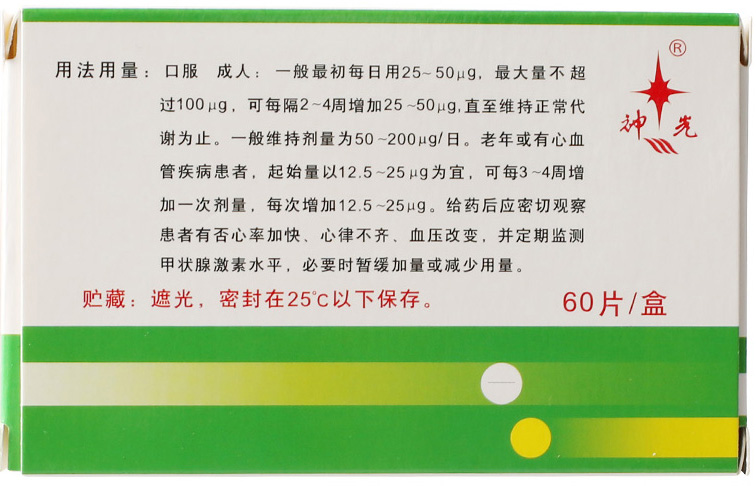 用法用量：口服 成人：一般最初每日用25~50μg，最大量不超
过100μg，可每隔2~4周增加25~50μg,直至维持正常代
谢为止。一般维持剂量为50~200μg/日。老年或有心血
管疾病患者，起始量以12.5~25μg为宜，可每3~4周增
加一次剂量，每次增加12.5~25μg。给药后应密切观察
患者有否心率加快、心律不齐、血压改变，并定期监测
甲状腺激素水平，必要时暂缓加量或减少用量。
®
神光
贮藏：遮光，密封在25℃以下保存。
60片/盒